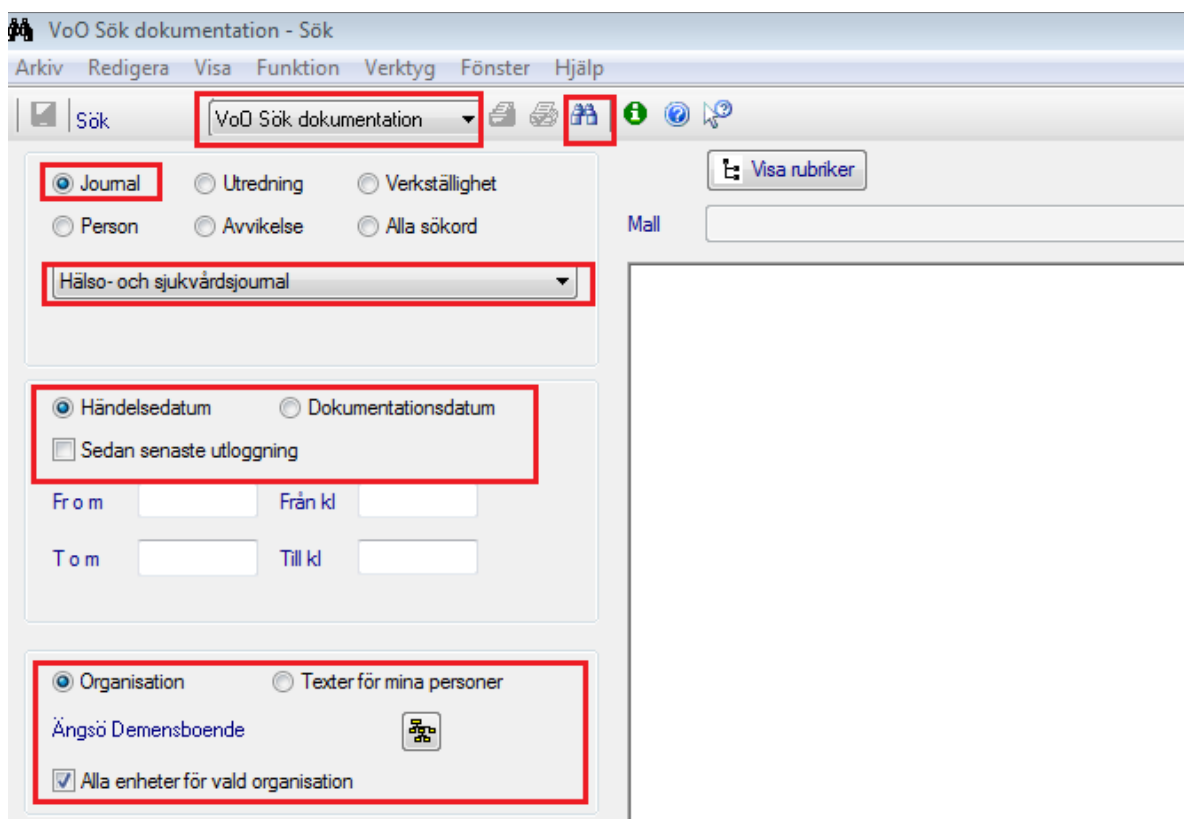 VoO Sök dokumentation - Sök
Arkiv Redigera Visa Funktion Verktyg Fönster Hjälp
Sök VoO Sök dokumentation
Journal Utredning Verkställighet
Visa rubriker
Person Avvikelse Alla sökord
Mall
Hälso- och sjukvårdsjournal
Händelsedatum Dokumentationsdatum
Sedan senaste utloggning
Fr o m Från kl
T o m Till kl
Organisation Texter för mina personer
Ängsö Demensboende
Alla enheter för vald organisation